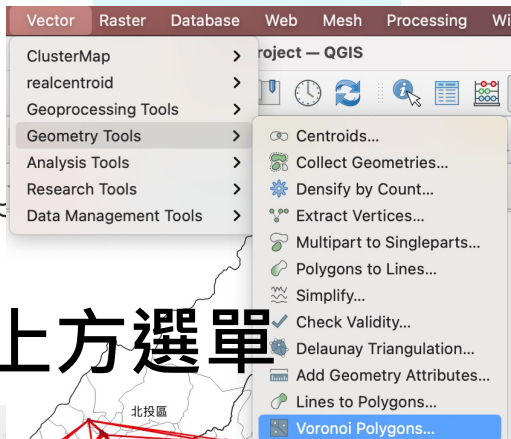 Vector Raster Database Web Mesh Processing
roject — QGIS
ClusterMap
realcentroid
Geoprocessing Tools
Geometry Tools
Analysis Tools
Research Tools
Data Management Tools
Centroids...
Collect Geometries...
Densify by Count...
Extract Vertices...
Multipart to Singleparts...
Polygons to Lines...
Simplify...
Check Validity...
Delaunay Triangulation...
Add Geometry Attributes...
Lines to Polygons...
Voronoi Polygons...
上方選單
北投區